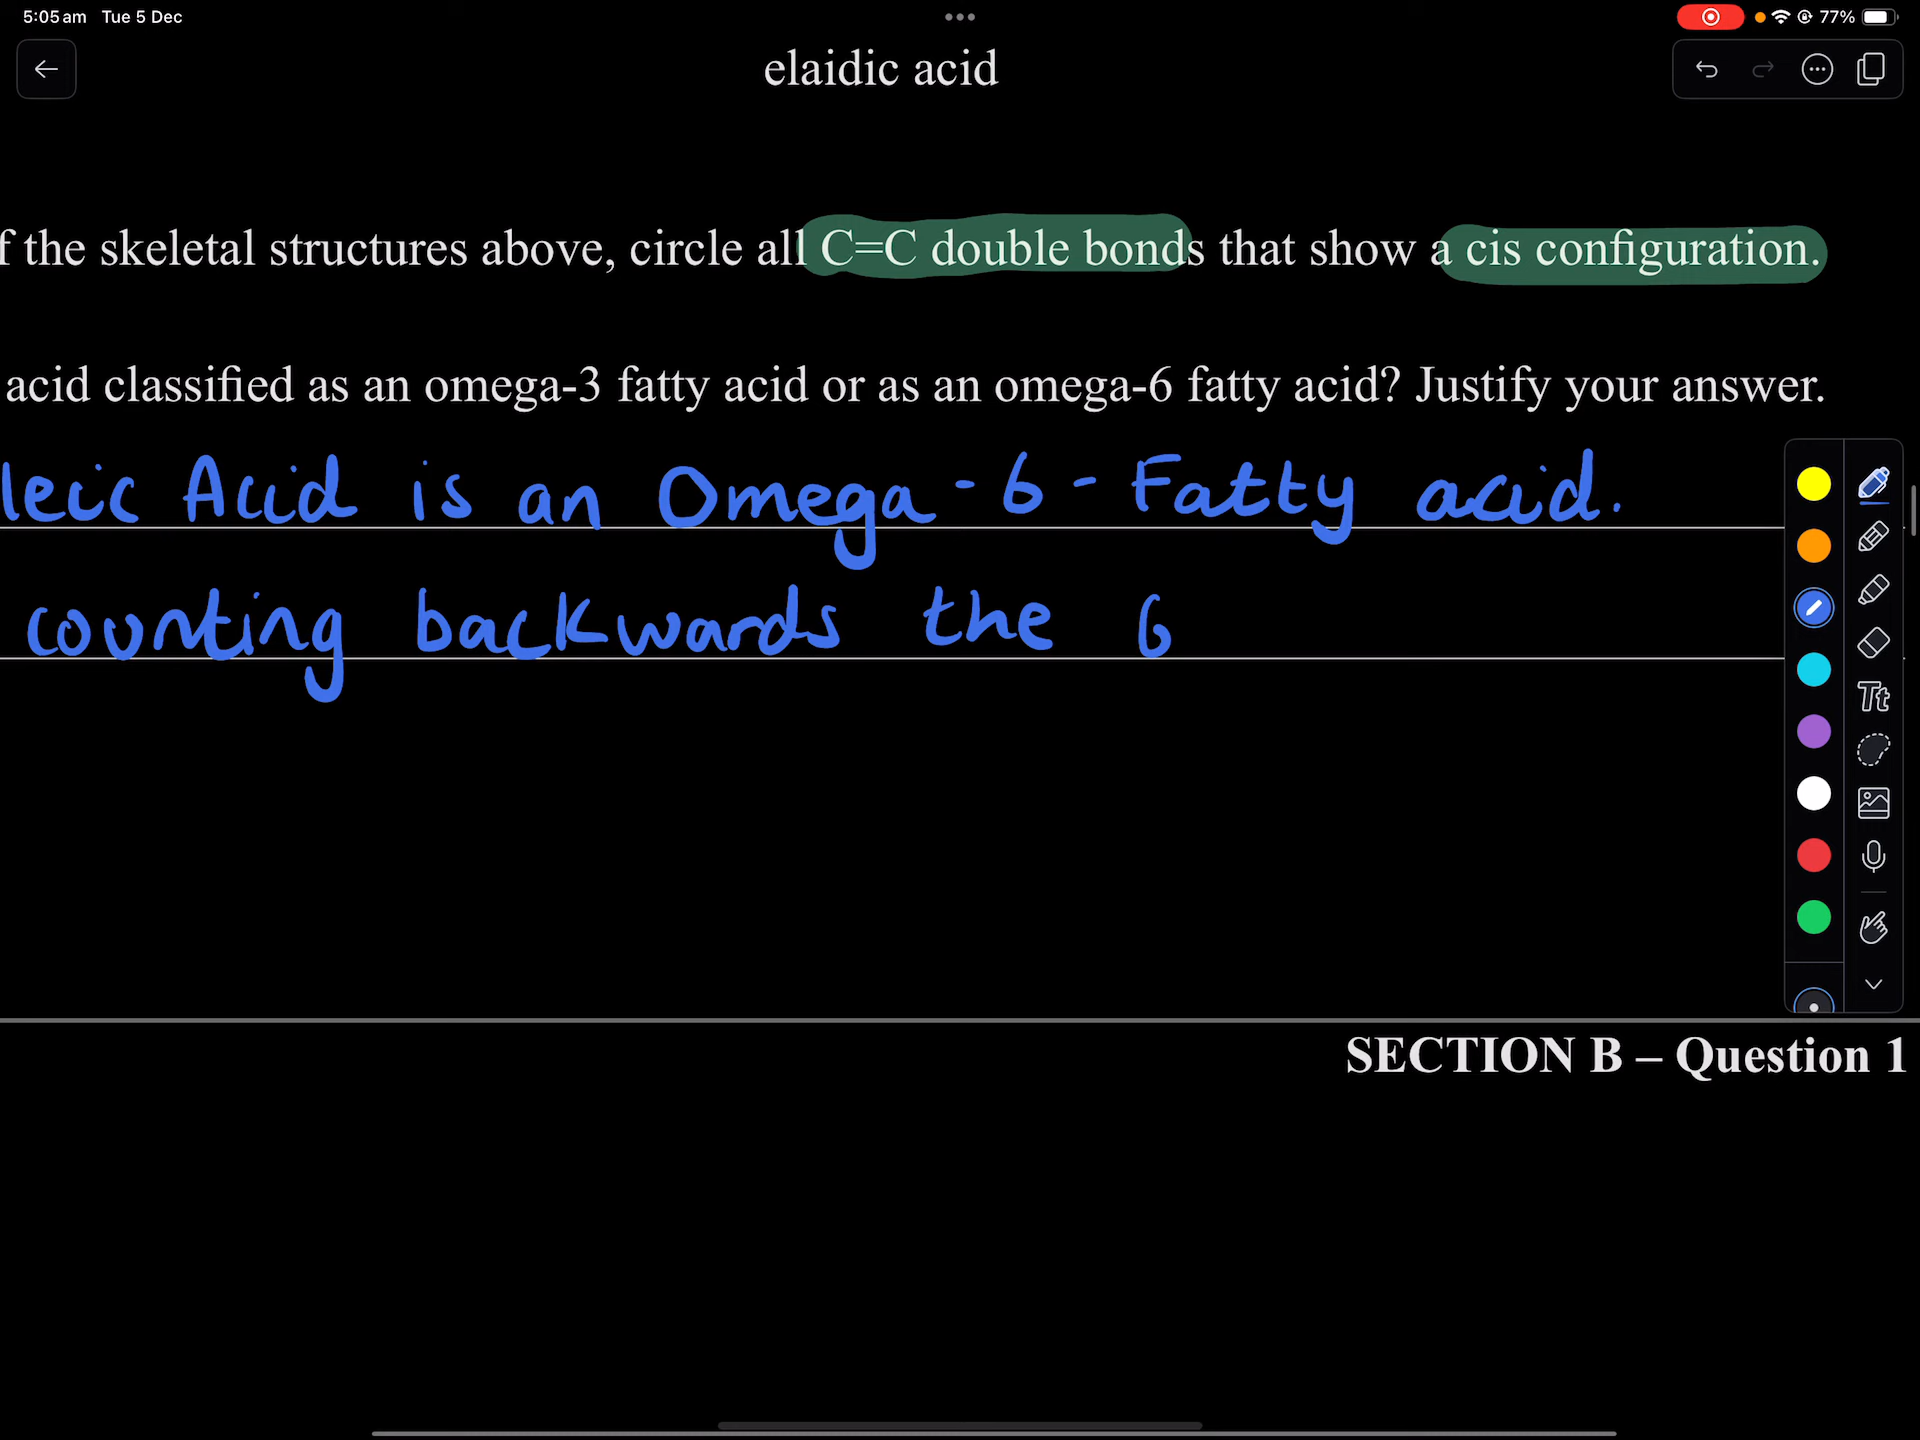 5:05 am Tue 5 Dec
77%
elaidic acid
f the skeletal structures above, circle all C=C double bonds that show a cis configuration.
acid classified as an omega-3 fatty acid or as an omega-6 fatty acid? Justify your answer.
leic Acid is an Omega - 6 - Fatty acid.
counting backwards the 6
Tt
SECTION B – Question 1